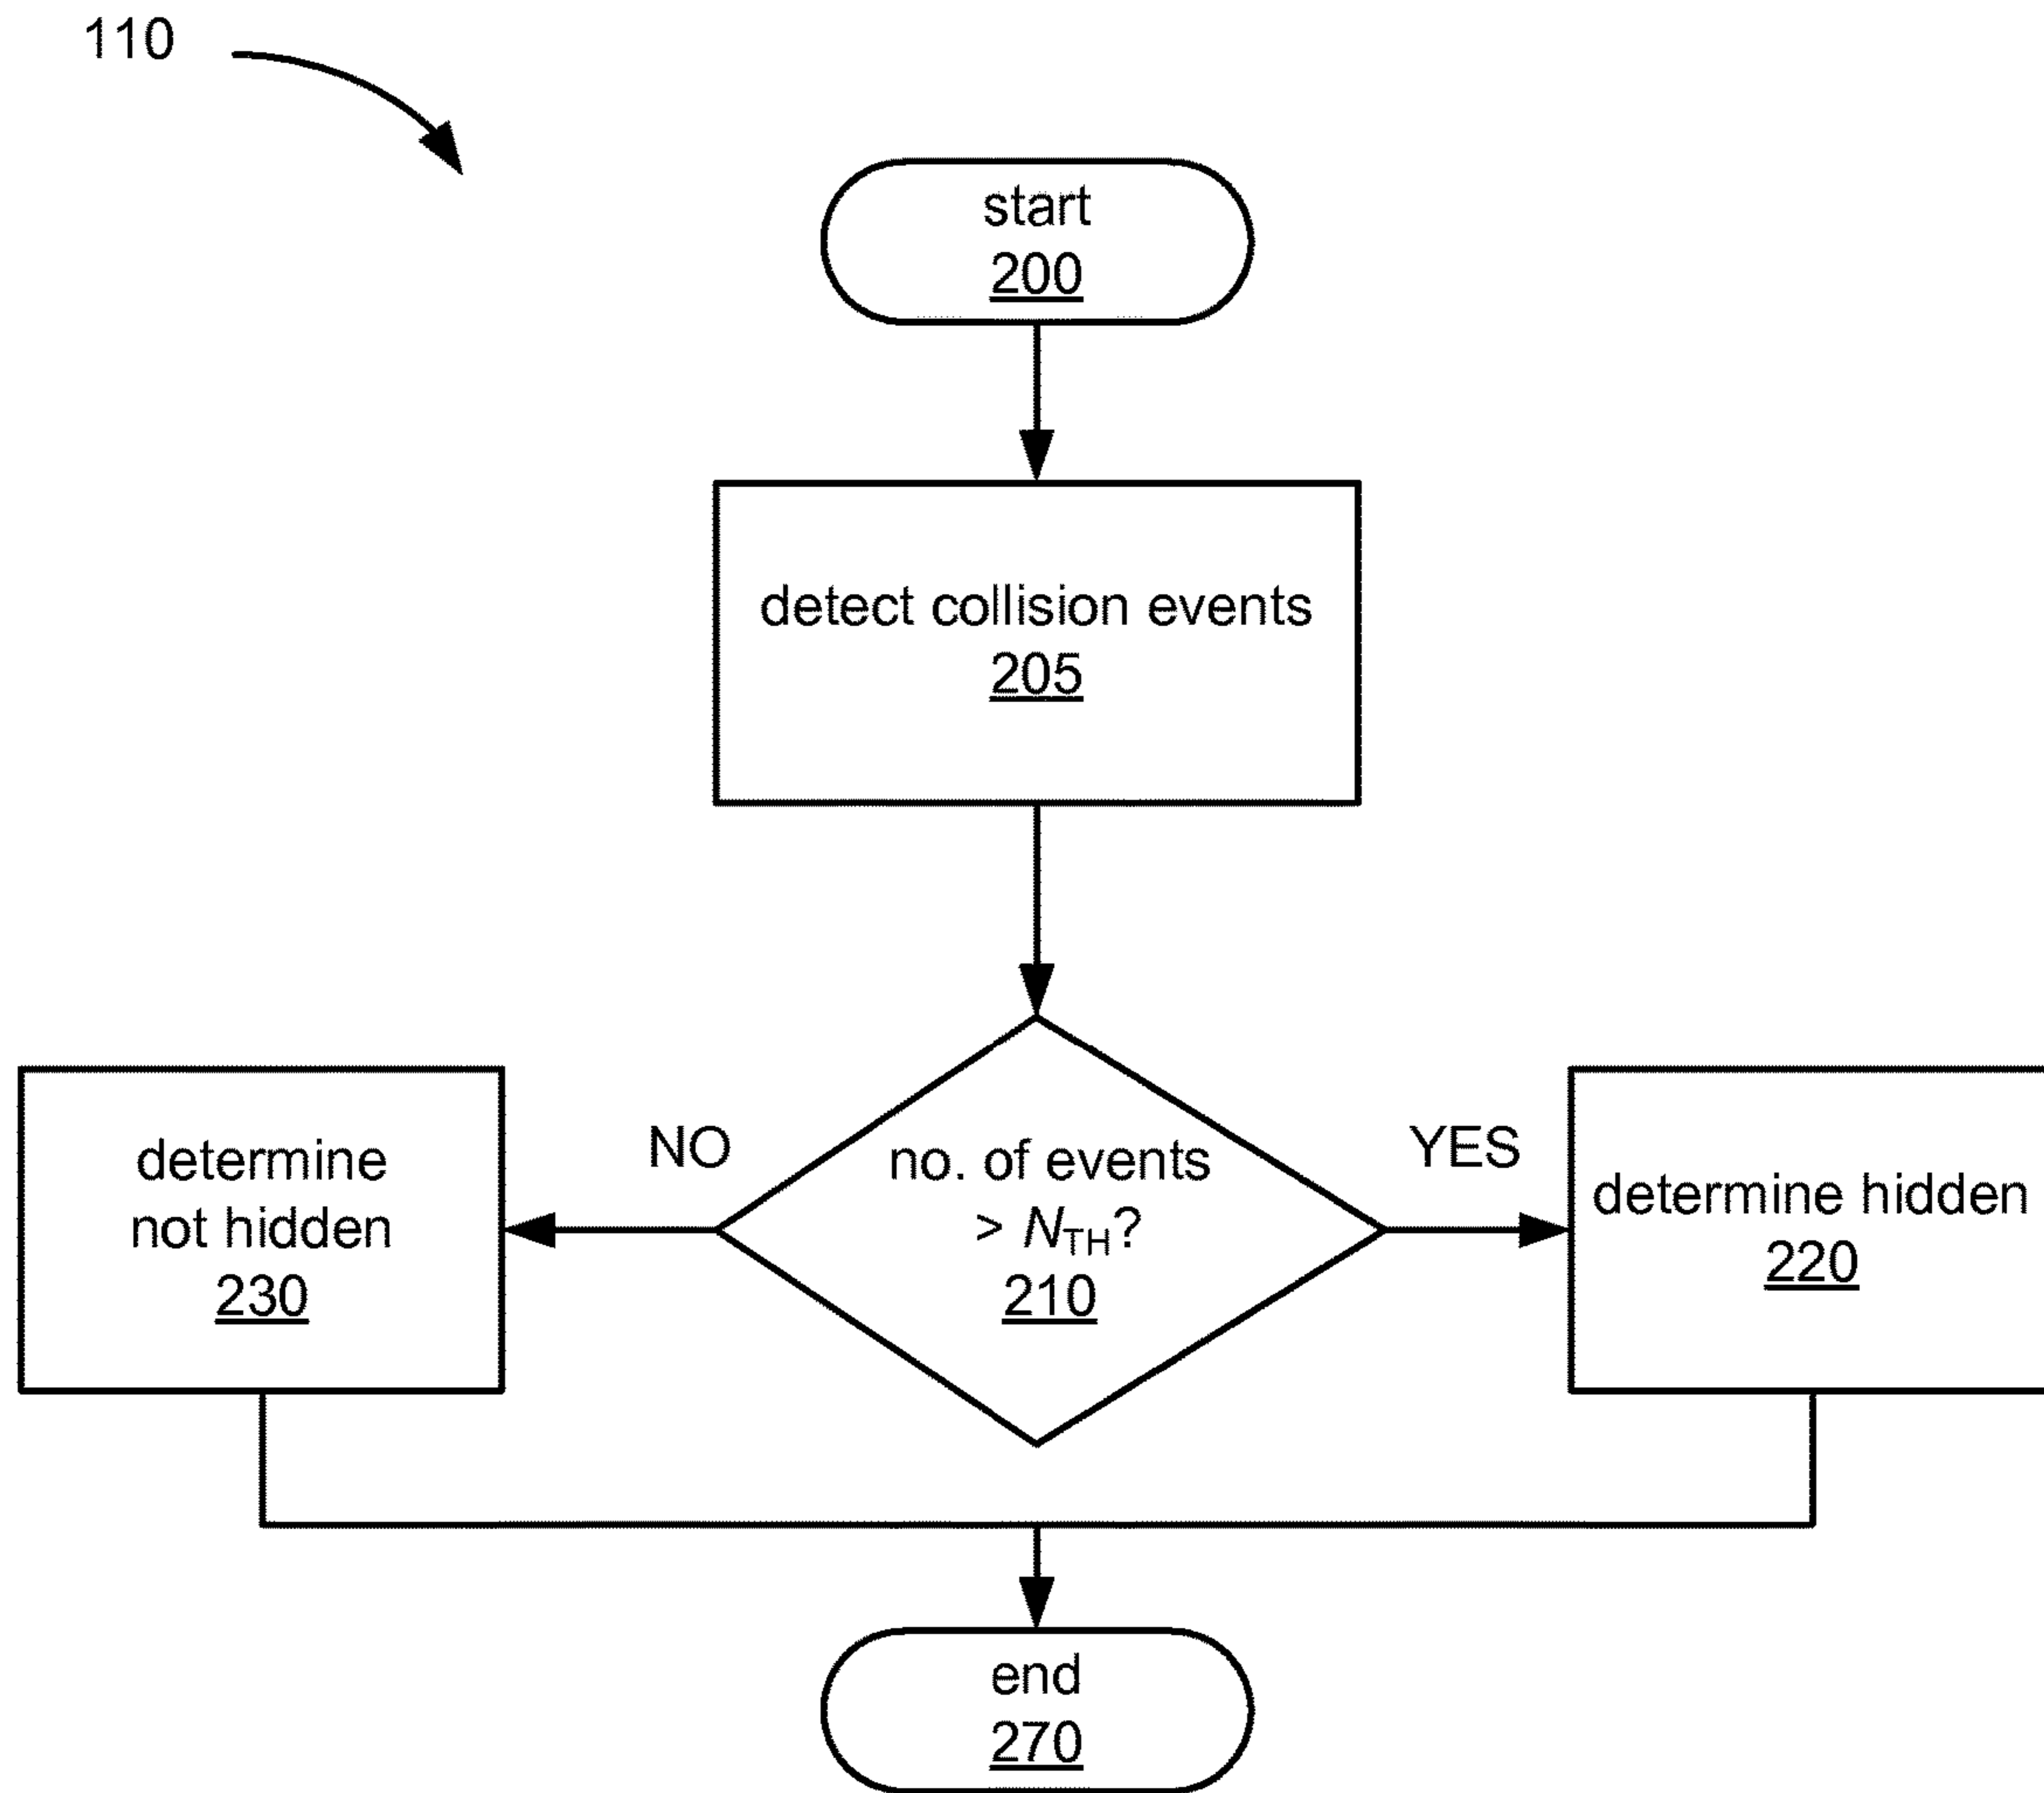 110
start
200
detect collision events
205
NO
YES
no. of events
> N_TH?
210
determine
not hidden
230
determine hidden
220
end
270